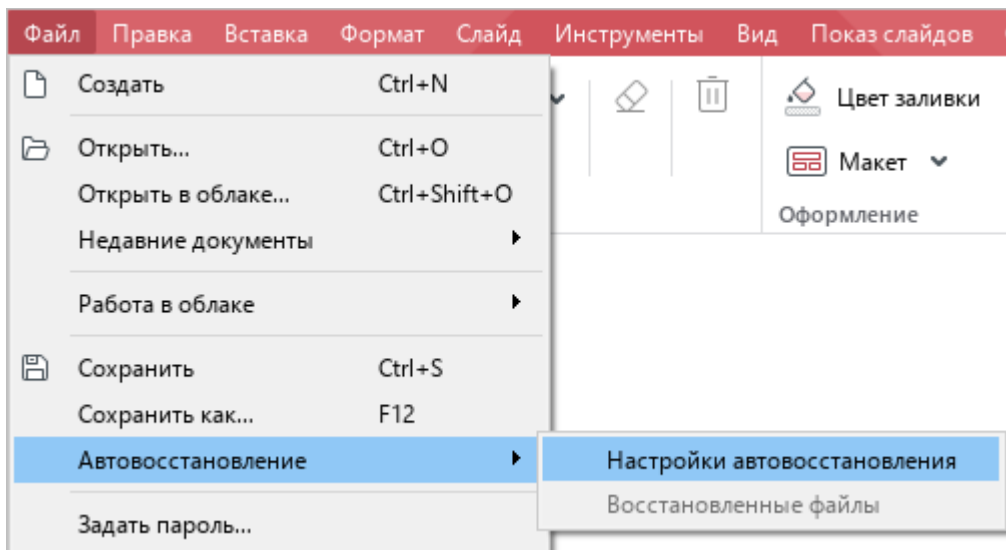 Файл Правка Вставка Формат Слайд Инструменты Вид Показ слайдов
Создать Ctrl+N
Цвет заливки
Открыть... Ctrl+O
Макет
Открыть в облаке... Ctrl+Shift+O
Оформление
Недавние документы
Работа в облаке
Сохранить Ctrl+S
Сохранить как... F12
Автовосстановление
Настройки автовосстановления
Восстановленные файлы
Задать пароль...